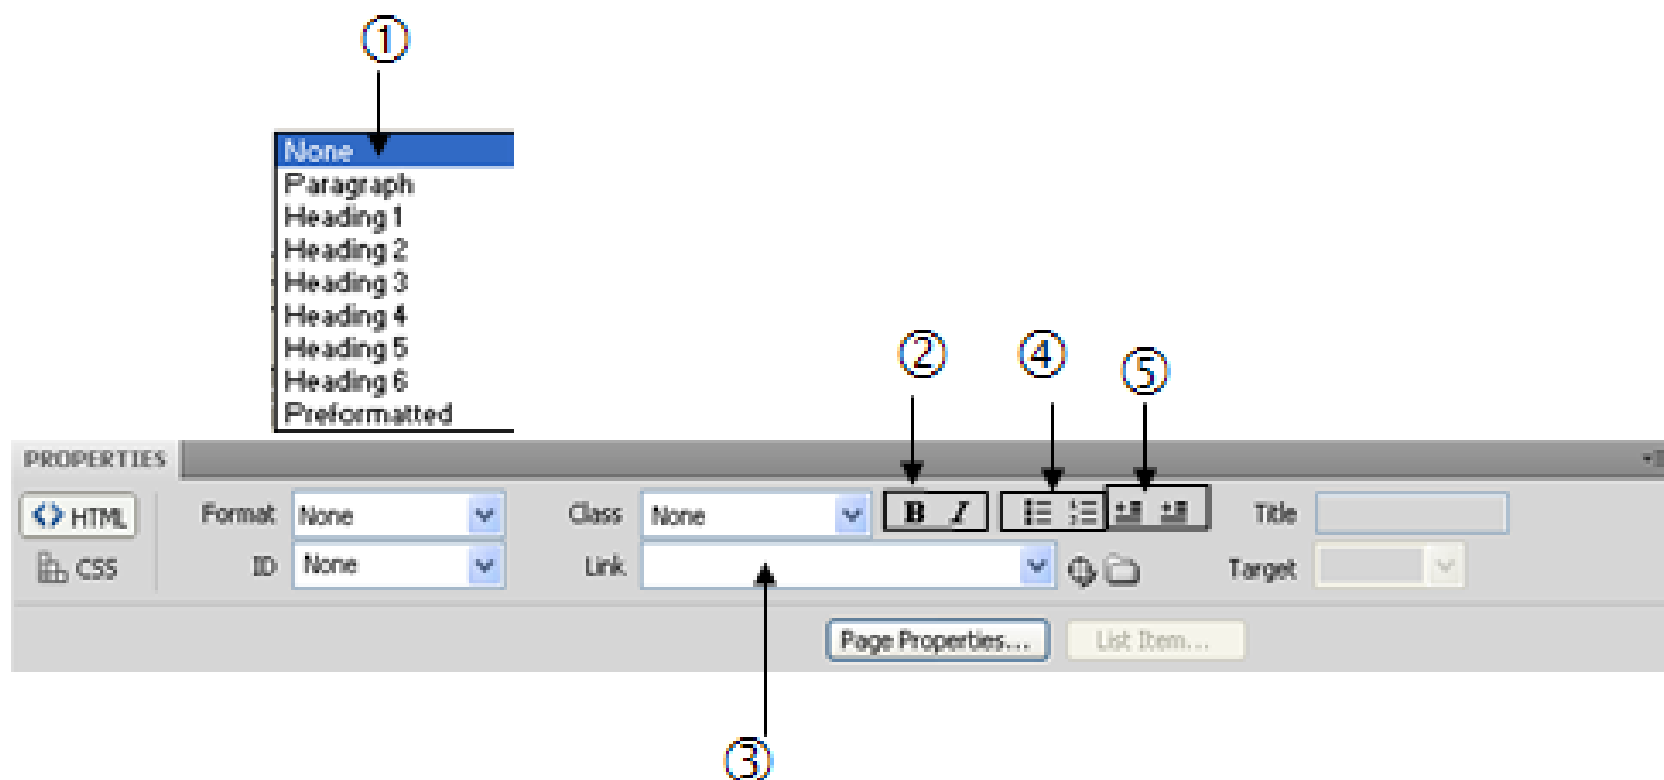 ①
None
Paragraph
Heading 1
Heading 2
Heading 3
Heading 4
Heading 5
Heading 6
Preformatted
② ④ ⑤
PROPERTIES
<> HTML Format None Class None B I Title
CSS ID None Link Target
Page Properties... List Item...
③